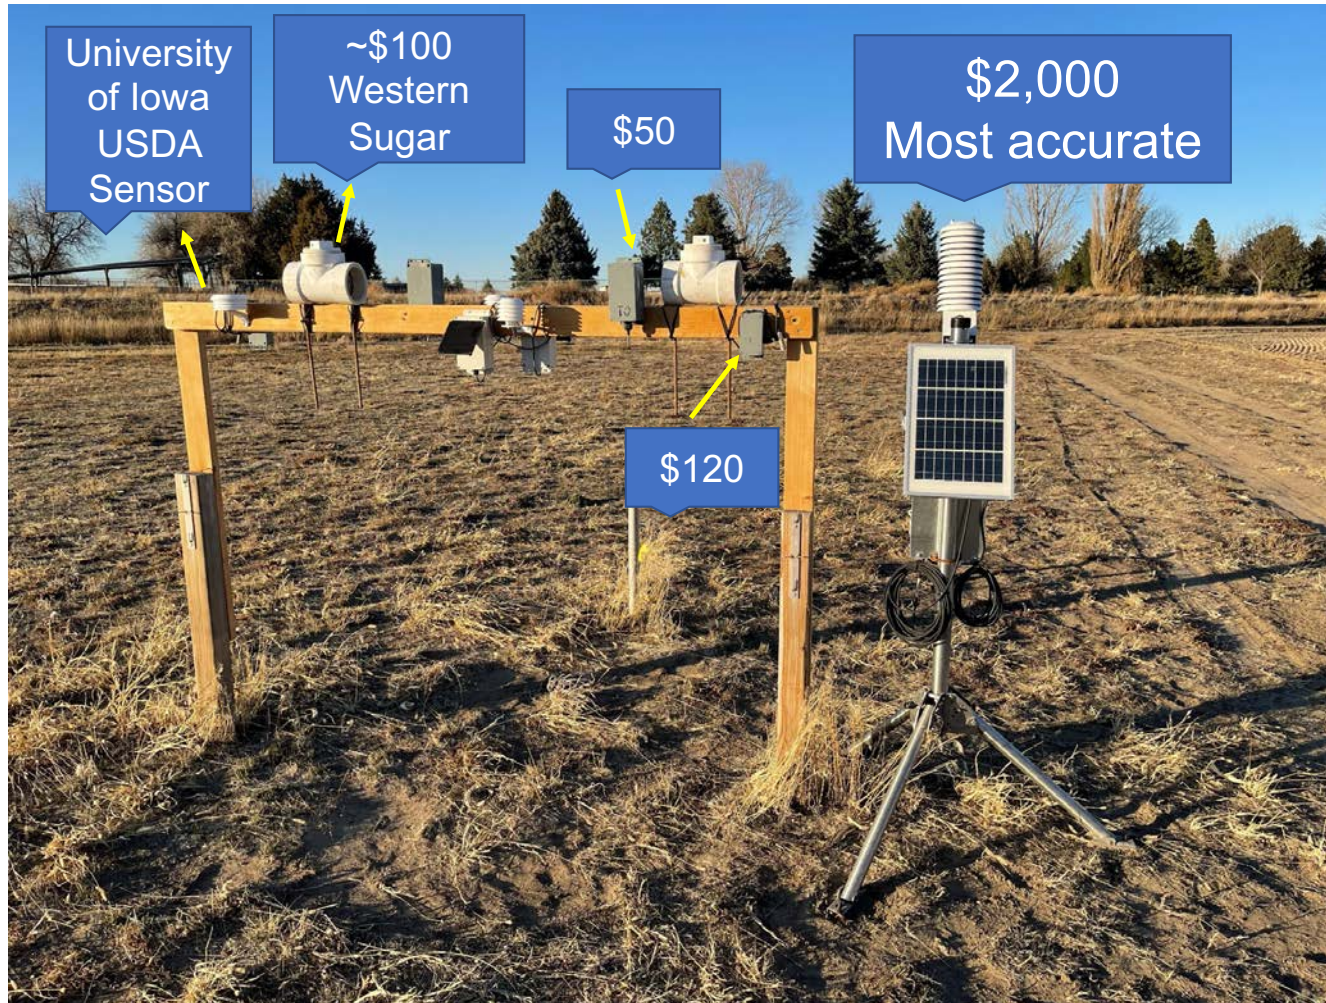 University
of Iowa
USDA
Sensor
~$100
Western
Sugar
$50
$2,000
Most accurate
$120